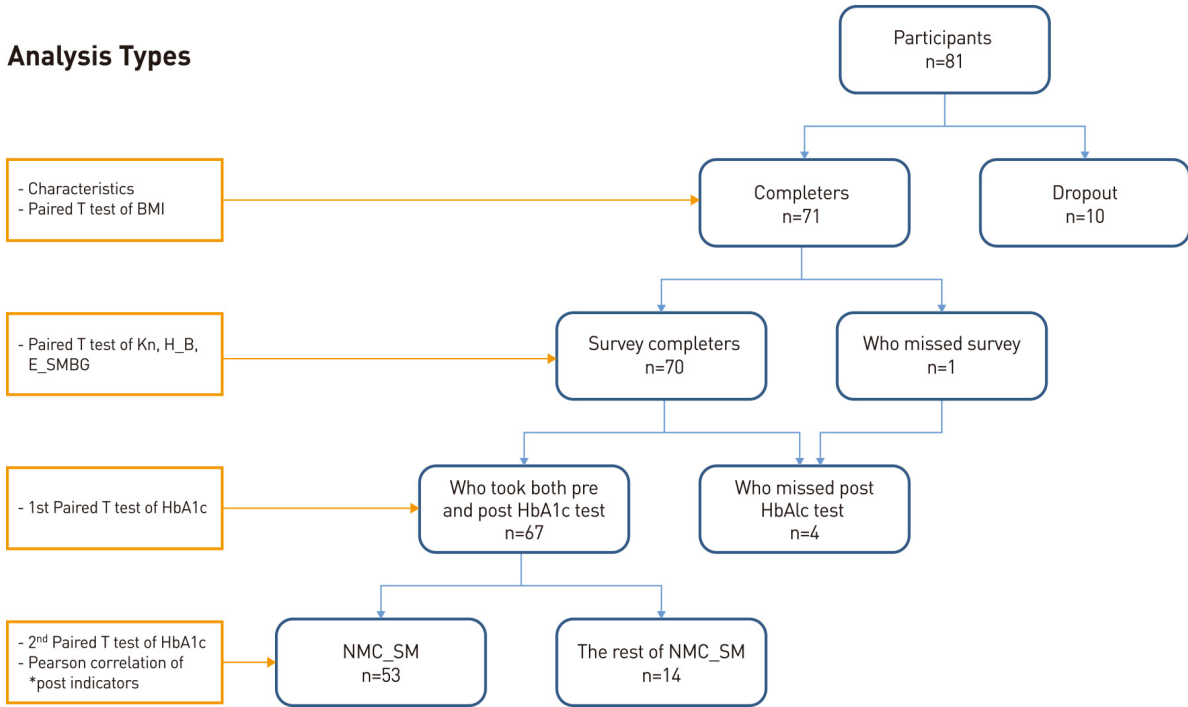 Analysis Types
Participants
n=81
- Characteristics
- Paired T test of BMI
Completers
n=71
Dropout
n=10
- Paired T test of Kn, H_B,
E_SMBG
Survey completers
n=70
Who missed survey
n=1
- 1st Paired T test of HbA1c
Who took both pre
and post HbA1c test
n=67
Who missed post
HbAlc test
n=4
- 2nd Paired T test of HbA1c
- Pearson correlation of
*post indicators
NMC_SM
n=53
The rest of NMC_SM
n=14